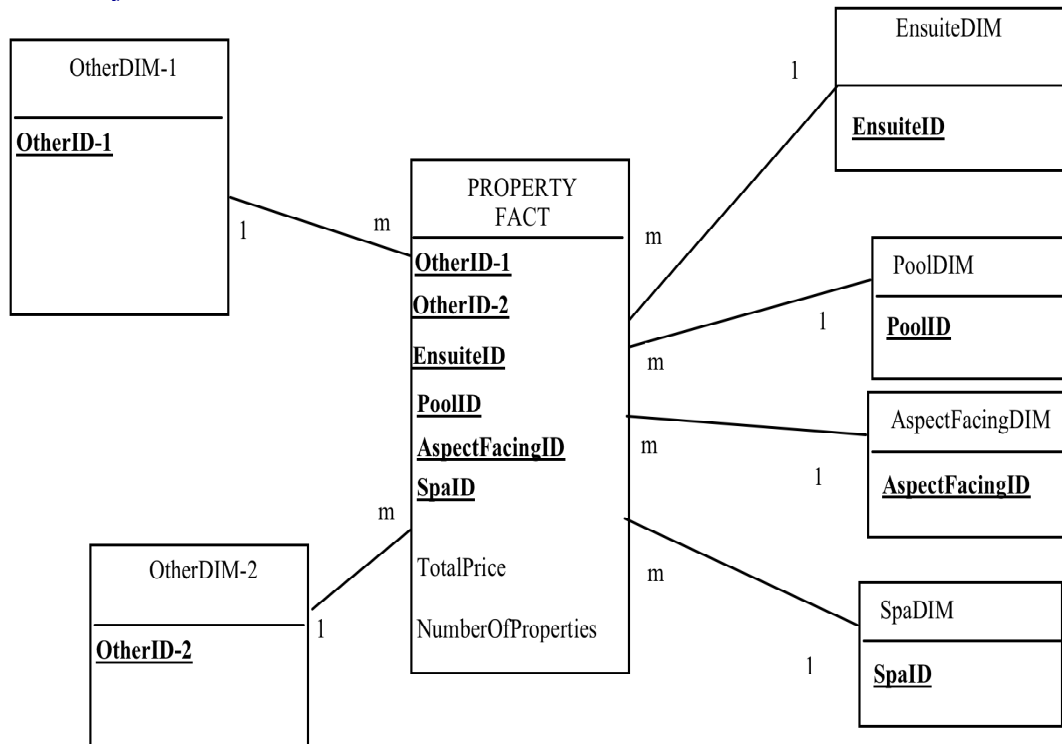 OtherDIM-1
OtherID-1
1
m
PROPERTY
FACT
OtherID-1
OtherID-2
EnsuiteID
PoolID
AspectFacingID
SpaID
TotalPrice
NumberOfProperties
EnsuiteDIM
EnsuiteID
1
m
PoolDIM
PoolID
1
m
AspectFacingDIM
AspectFacingID
1
m
SpaDIM
SpaID
1
m
OtherDIM-2
OtherID-2
1
m